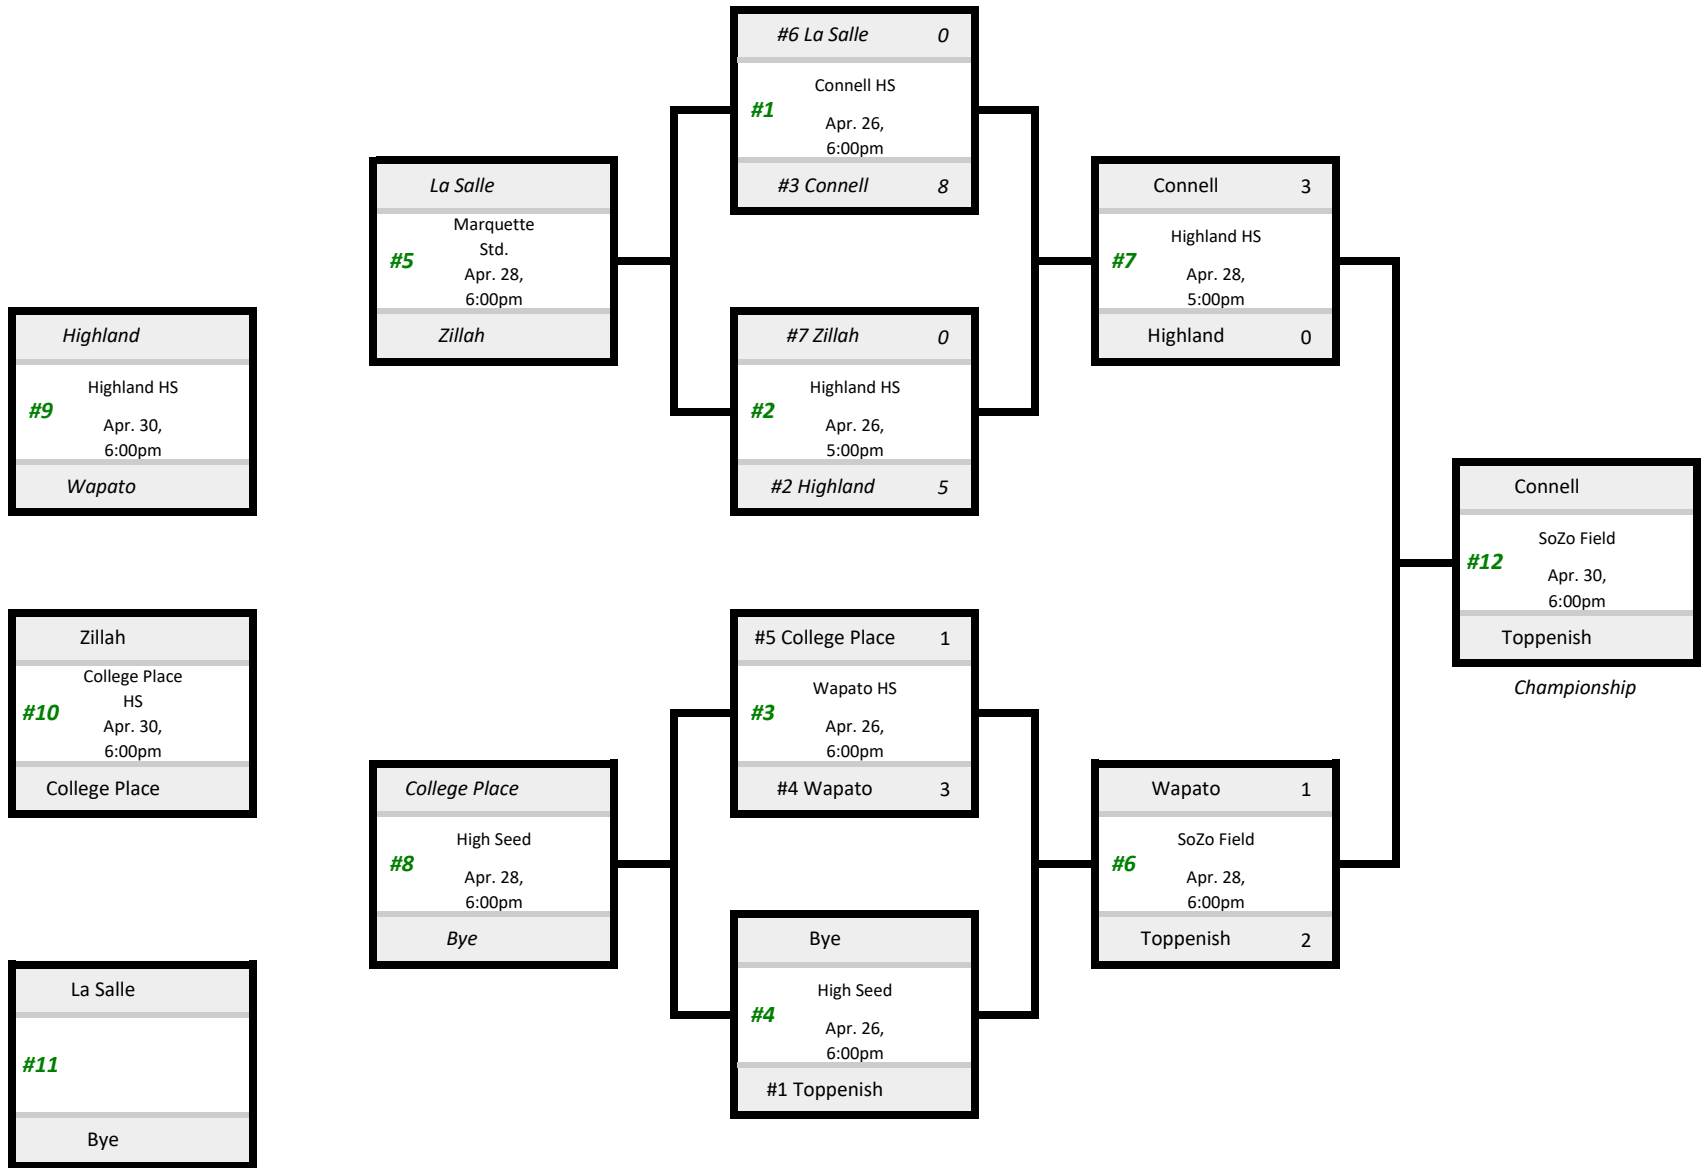 #6 La Salle 0
Connell HS
#1
Apr. 26,
6:00pm
#3 Connell 8
La Salle
Marquette
Std.
#5
Apr. 28,
6:00pm
Zillah
Connell 3
Highland HS
#7
Apr. 28,
5:00pm
Highland 0
Highland
Highland HS
#9
Apr. 30,
6:00pm
Wapato
#7 Zillah 0
Highland HS
#2
Apr. 26,
5:00pm
#2 Highland 5
Connell
SoZo Field
#12
Apr. 30,
6:00pm
Toppenish
Championship
Zillah
College Place
HS
#10
Apr. 30,
6:00pm
College Place
#5 College Place 1
Wapato HS
#3
Apr. 26,
6:00pm
#4 Wapato 3
College Place
High Seed
#8
Apr. 28,
6:00pm
Bye
Wapato 1
SoZo Field
#6
Apr. 28,
6:00pm
Toppenish 2
Bye
High Seed
#4
Apr. 26,
6:00pm
#1 Toppenish
La Salle
#11
Bye